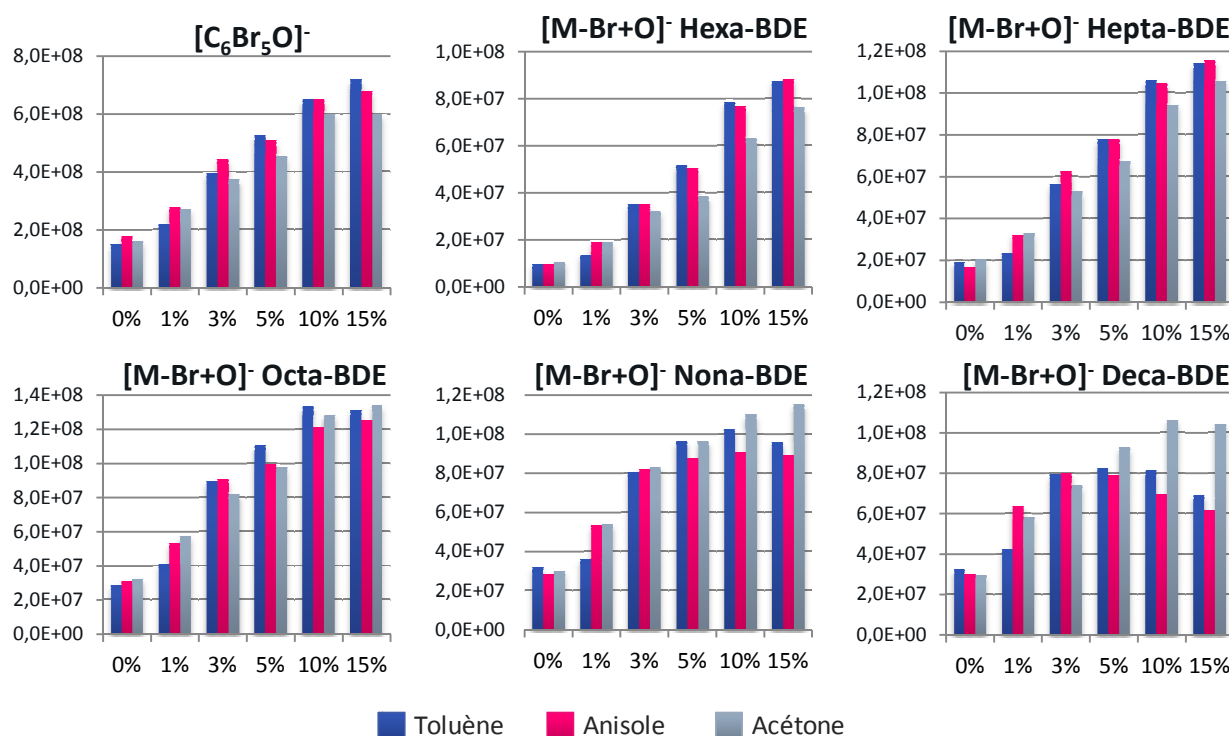 [C₆Br₅O]⁻
8,0E+08
6,0E+08
4,0E+08
2,0E+08
0,0E+00
0% 1% 3% 5% 10% 15%
[M-Br+O]⁻ Hexa-BDE
1,0E+08
8,0E+07
6,0E+07
4,0E+07
2,0E+07
0,0E+00
0% 1% 3% 5% 10% 15%
[M-Br+O]⁻ Hepta-BDE
1,2E+08
1,0E+08
8,0E+07
6,0E+07
4,0E+07
2,0E+07
0,0E+00
0% 1% 3% 5% 10% 15%
[M-Br+O]⁻ Octa-BDE
1,4E+08
1,2E+08
1,0E+08
8,0E+07
6,0E+07
4,0E+07
2,0E+07
0,0E+00
0% 1% 3% 5% 10% 15%
[M-Br+O]⁻ Nona-BDE
1,2E+08
1,0E+08
8,0E+07
6,0E+07
4,0E+07
2,0E+07
0,0E+00
0% 1% 3% 5% 10% 15%
[M-Br+O]⁻ Deca-BDE
1,2E+08
1,0E+08
8,0E+07
6,0E+07
4,0E+07
2,0E+07
0,0E+00
0% 1% 3% 5% 10% 15%
Toluène Anisole Acétone